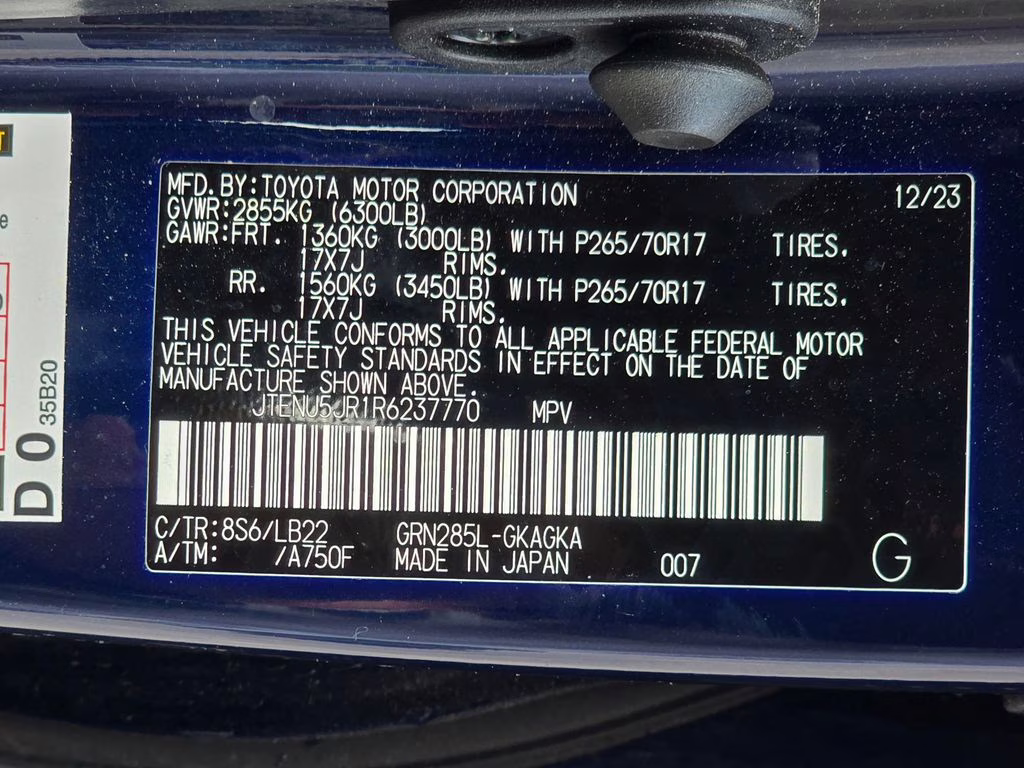 MFD.BY:TOYOTA MOTOR CORPORATION 12/23
GVWR:2855KG (6300LB)
GAWR:FRT. 1360KG (3000LB) WITH P265/70R17 TIRES.
17X7J RIMS.
RR. 1560KG (3450LB) WITH P265/70R17 TIRES.
17X7J RIMS.
THIS VEHICLE CONFORMS TO ALL APPLICABLE FEDERAL MOTOR
VEHICLE SAFETY STANDARDS IN EFFECT ON THE DATE OF
MANUFACTURE SHOWN ABOVE.
JTENU5JR1R6237770 MPV
C/TR:8S6/LB22 GRN285L-GKAGKA
A/TM: /A750F MADE IN JAPAN 007 G
D 0 35B20